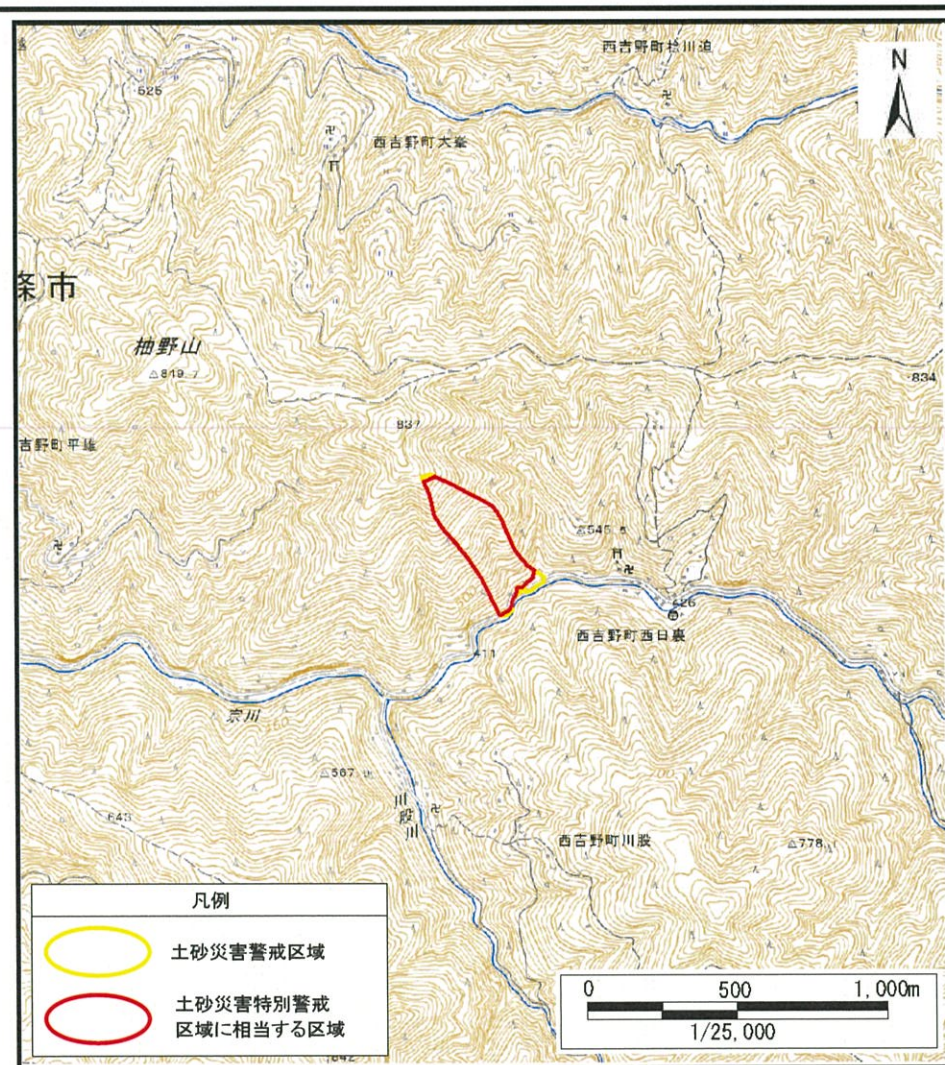 西吉野町桧川迫
N
525
西吉野町大峯
条市
柚野山
819.7
834
837
吉野町平雄
545.
426
西吉野町西日裏
411
宗川
567.
川股川
643
西吉野町川股
778.
凡例
土砂災害警戒区域
土砂災害特別警戒
区域に相当する区域
0 500 1,000m
1/25,000